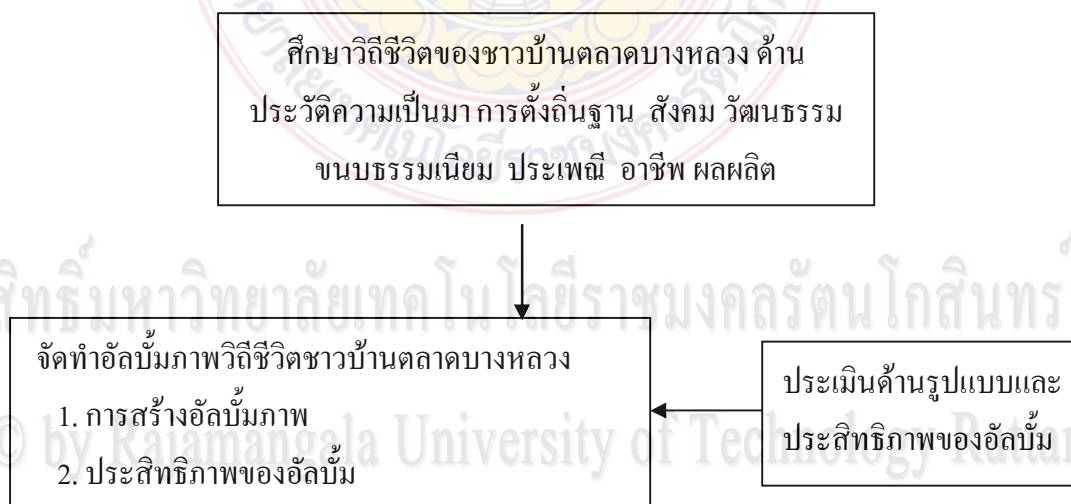 ศึกษาวิถีชีวิตของชาวบ้านตลาดบางหลวง ด้าน
ประวัติความเป็นมา การตั้งถิ่นฐาน สังคม วัฒนธรรม
ขนบธรรมเนียม ประเพณี อาชีพ ผลผลิต
สิทธิ์มหาวิทยาลัยเทคโนโลยีราชมงคลรัตนโกสินทร์
จัดทำอัลบั้มภาพวิถีชีวิตชาวบ้านตลาดบางหลวง
1. การสร้างอัลบั้มภาพ
2. ประสิทธิภาพของอัลบั้ม
ประเมินด้านรูปแบบและ
ประสิทธิภาพของอัลบั้ม
© by Rajamangala University of Technology Rattan